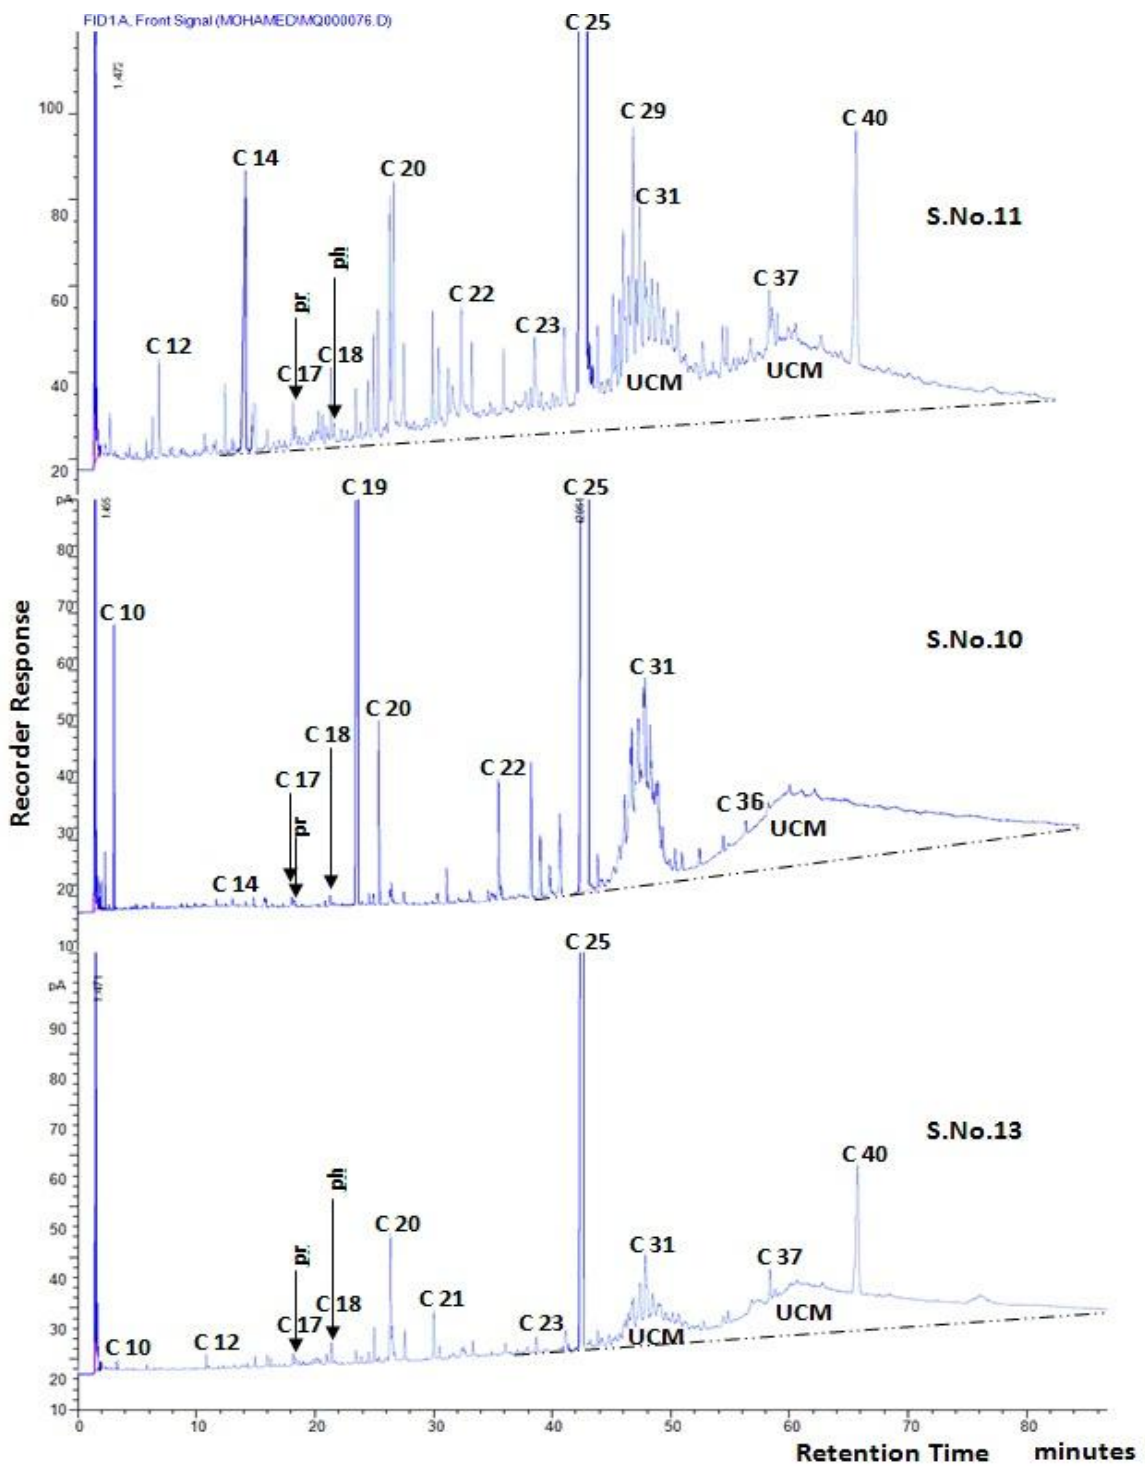 FID1 A, Front Signal (MOHAMED\MQ000076.D)
C 25
1.472
100
C 29
C 40
C 14
C 20
80
C 31
S.No.11
ph
60
pr
C 22
C 37
C 12
C 23
C 18
40
C 17
UCM
UCM
20
C 19
C 25
pA
80
70
C 10
Recorder Response
60
S.No.10
C 31
50
C 20
C 18
40
C 22
C 17
pr
C 36
30
UCM
20
C 14
10
C 25
pA
1.471
90
80
70
S.No.13
60
C 40
ph
50
C 20
pr
C 31
C 37
40
C 21
C 18
C 17
C 23
30
C 10
C 12
UCM
UCM
20
10
0 10 20 30 40 50 60 70 80
Retention Time minutes